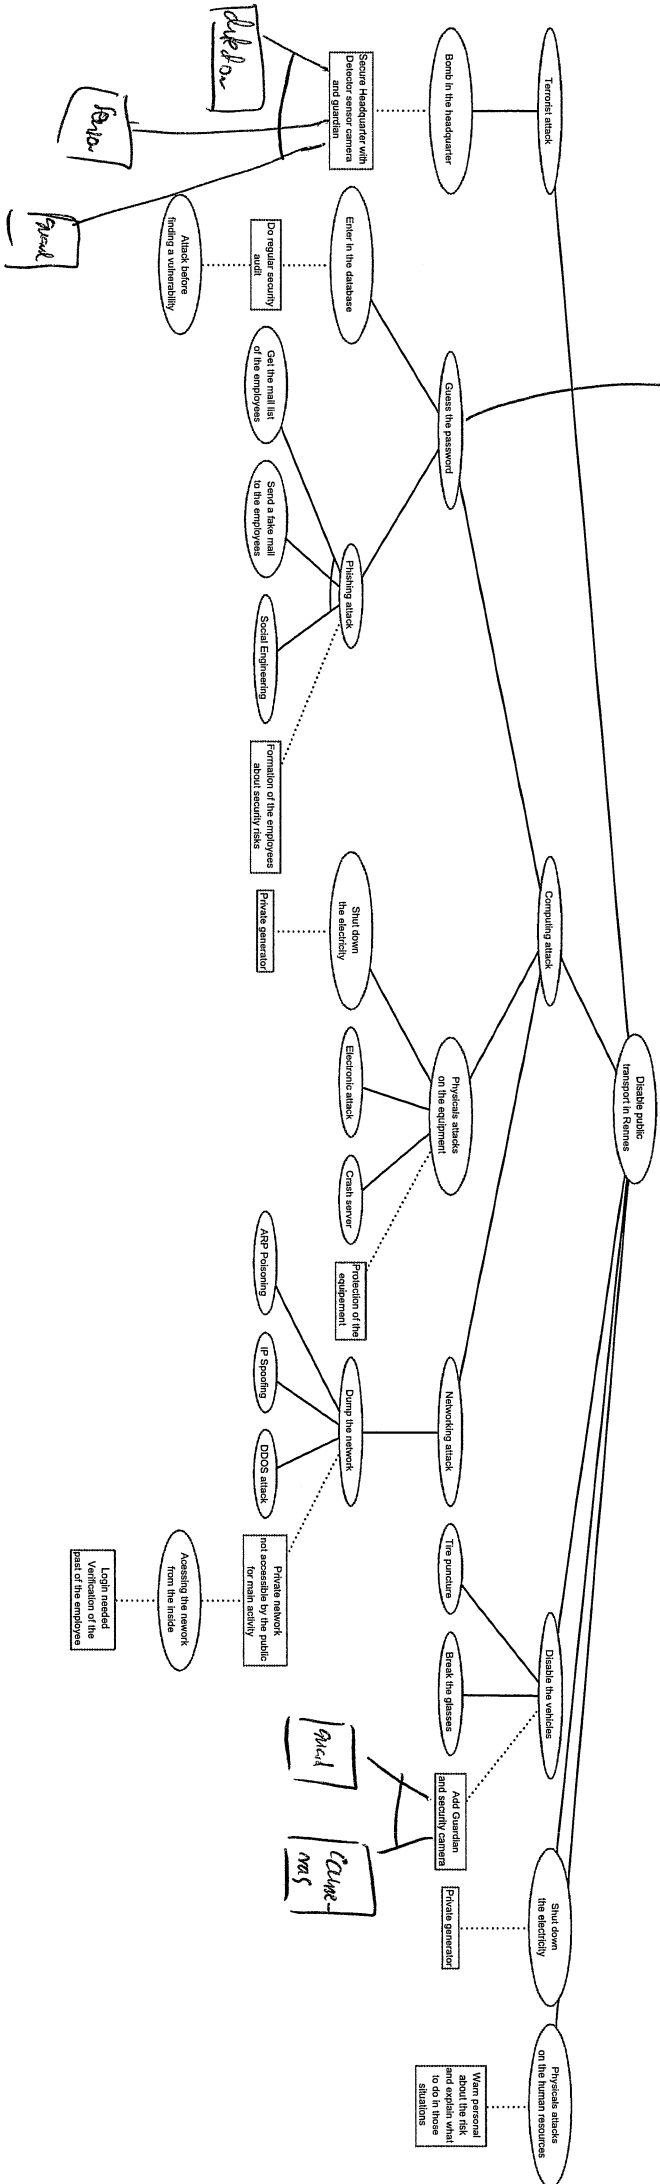 Disable public
transport in Rennes
Terrorist attack
Computing attack
Disable the vehicles
Shut down
the electricity
Physicals attacks
on the human resources
Bomb in the headquarter
Guess the password
Physicals attacks
on the equipment
Networking attack
Tire puncture
Break the glasses
Add Guardian
and security camera
Private generator
Warn personal
about the risk
and explain what
to do in those
situations
Secure Headquarter with
Detector sensor camera
and guardian
Enter in the database
Phishing attack
Shut down
the electricity
Electronic attack
Crash server
Protection of the
equipement
Dump the network
Do regular security
audit
Get the mail list
of the employees
Send a fake mail
to the employees
Social Engineering
Formation of the employees
about security risks
Private generator
ARP Poisoning
IP Spoofing
DDOS attack
Private network
not accessible by the public
for main activity
Attack before
finding a vulnerability
Acessing the nework
from the inside
Login needed
Verification of the
past of the employee
guard
guard